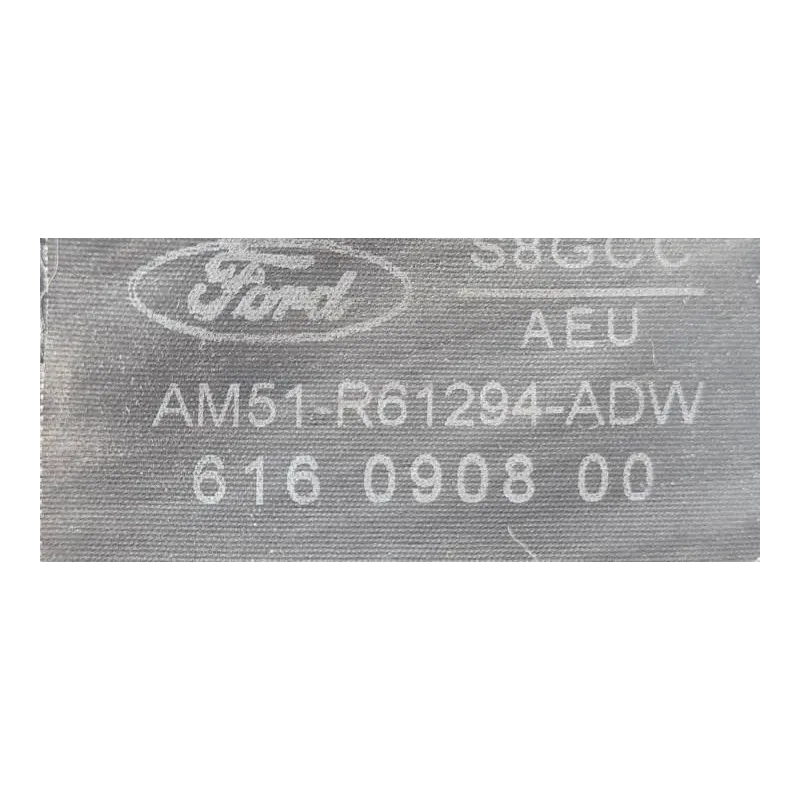 Ford
S8GCC
AEU
AM51-R61294-ADW
616 0908 00